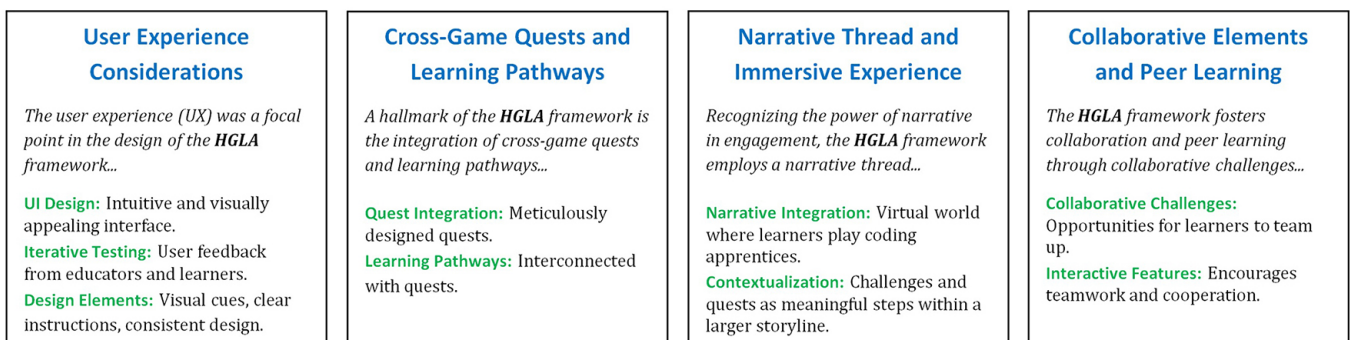 User Experience
Considerations
The user experience (UX) was a focal
point in the design of the HGLA
framework...
UI Design: Intuitive and visually
appealing interface.
Iterative Testing: User feedback
from educators and learners.
Design Elements: Visual cues, clear
instructions, consistent design.
Cross-Game Quests and
Learning Pathways
A hallmark of the HGLA framework is
the integration of cross-game quests
and learning pathways...
Quest Integration: Meticulously
designed quests.
Learning Pathways: Interconnected
with quests.
Narrative Thread and
Immersive Experience
Recognizing the power of narrative
in engagement, the HGLA framework
employs a narrative thread...
Narrative Integration: Virtual world
where learners play coding
apprentices.
Contextualization: Challenges and
quests as meaningful steps within a
larger storyline.
Collaborative Elements
and Peer Learning
The HGLA framework fosters
collaboration and peer learning
through collaborative challenges...
Collaborative Challenges:
Opportunities for learners to team
up.
Interactive Features: Encourages
teamwork and cooperation.